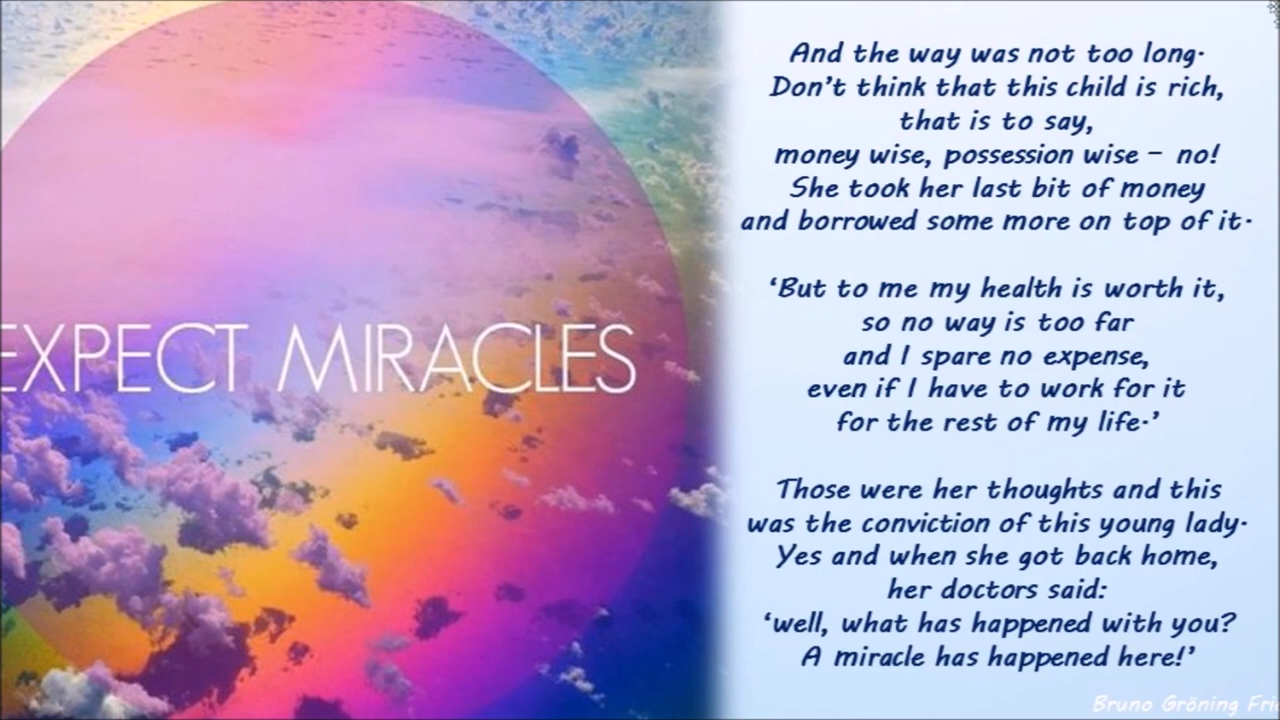 EXPECT MIRACLES
And the way was not too long.
Don't think that this child is rich,
that is to say,
money wise, possession wise – no!
She took her last bit of money
and borrowed some more on top of it.
‘But to me my health is worth it,
so no way is too far
and I spare no expense,
even if I have to work for it
for the rest of my life.’
Those were her thoughts and this
was the conviction of this young lady.
Yes and when she got back home,
her doctors said:
‘well, what has happened with you?
A miracle has happened here!’
Bruno Gröning